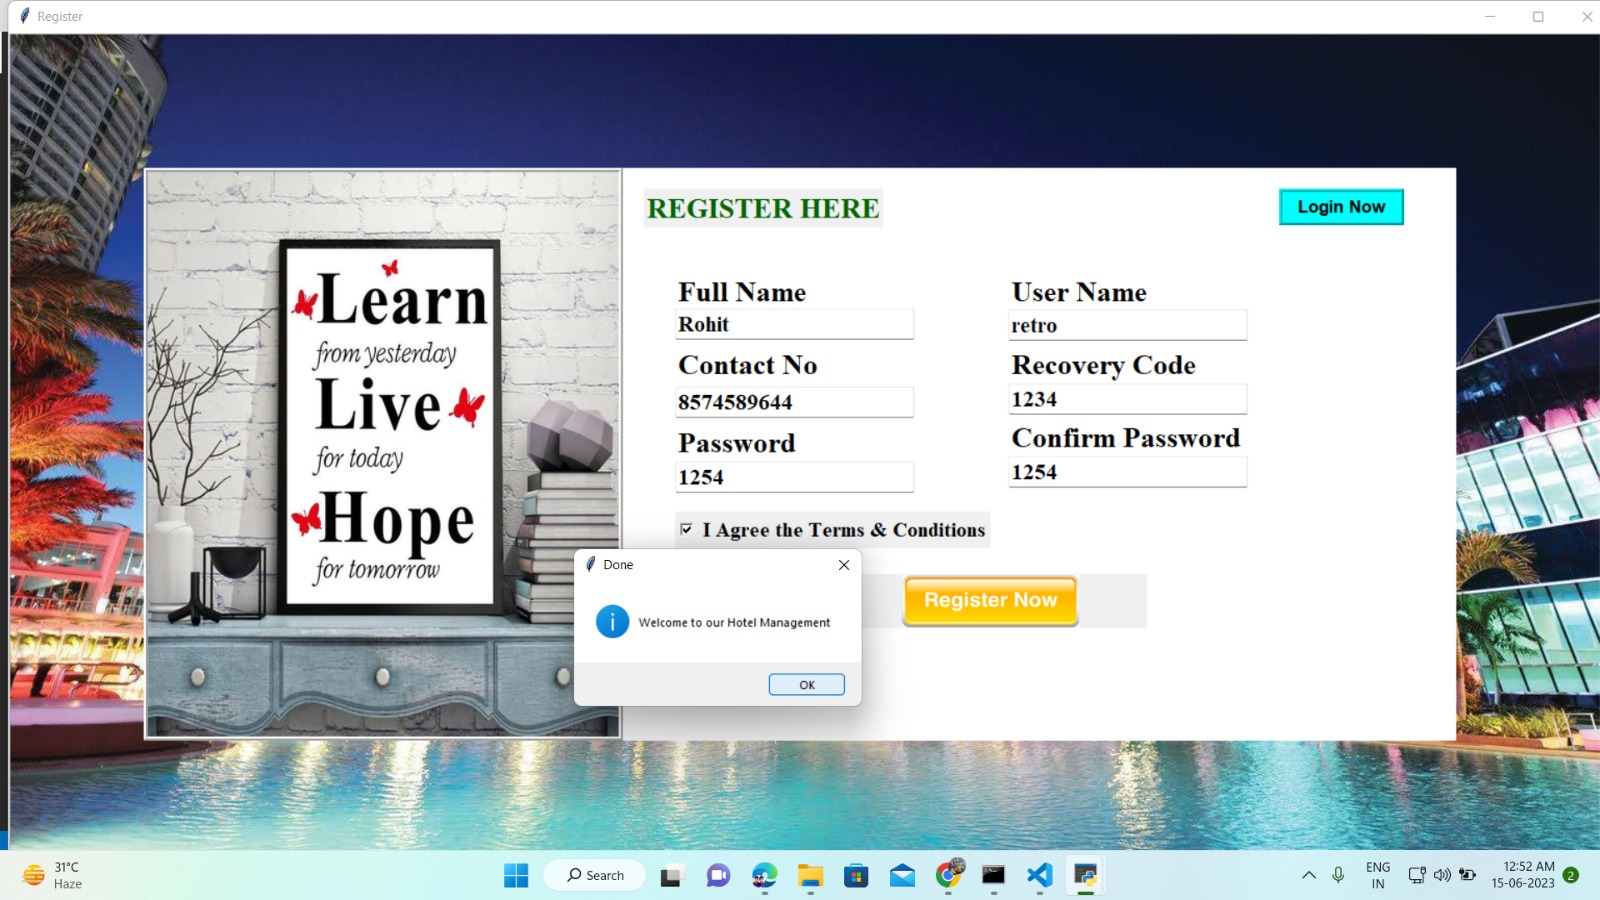 Register
REGISTER HERE
Login Now
Learn
from yesterday
Live
for today
Hope
for tomorrow
Full Name
User Name
Rohit
retro
Contact No
Recovery Code
8574589644
1234
Password
Confirm Password
1254
1254
I Agree the Terms & Conditions
Done
Welcome to our Hotel Management
OK
Register Now
31°C
Haze
Search
ENG
IN
12:52 AM
15-06-2023
2